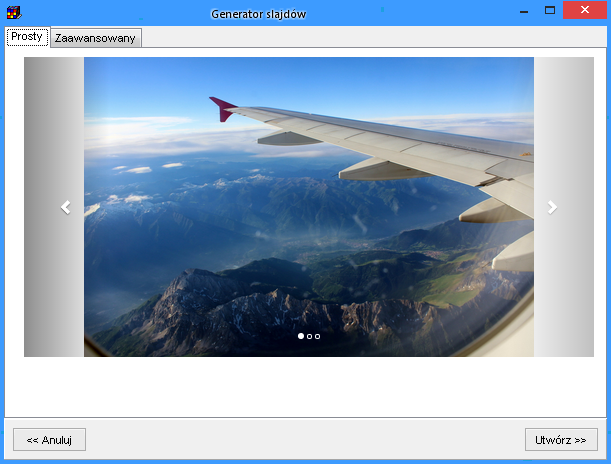 Generator slajdów
Prosty
Zaawansowany
<< Anuluj
Utwórz >>